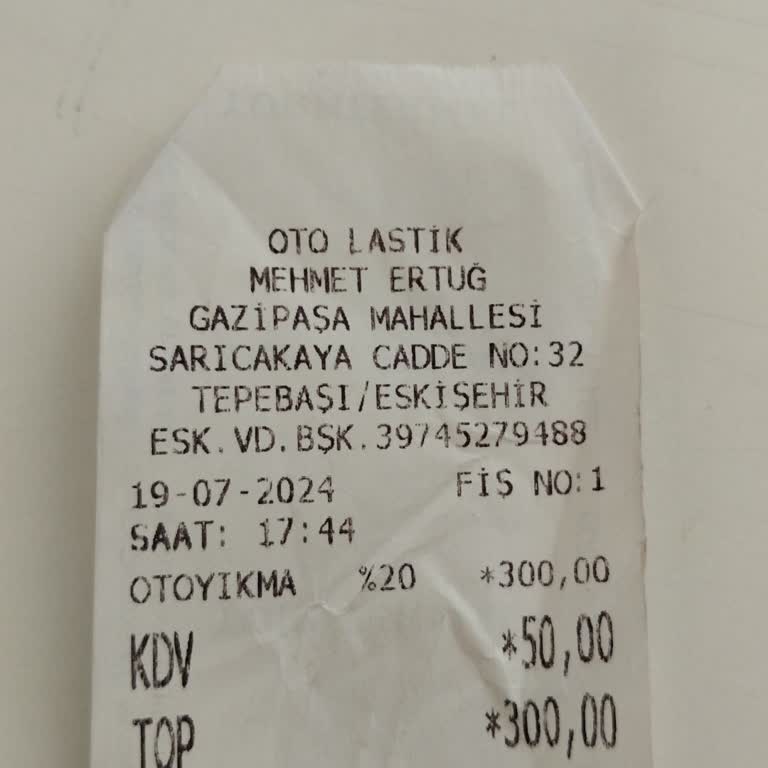 OTO LASTİK
MEHMET ERTUĞ
GAZİPAŞA MAHALLESİ
SARICAKAYA CADDE NO:32
TEPEBAŞI/ESKİŞEHİR
ESK.VD.BŞK.39745279488
19-07-2024 FİŞ NO:1
SAAT: 17:44
OTOYIKMA %20 *300,00
KDV *50,00
TOP *300,00